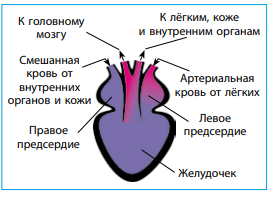 К головному
мозгу
К лёгким, коже
и внутренним органам
Смешанная
кровь от
внутренних
органов и кожи
Артериальная
кровь от лёгких
Правое
предсердие
Левое
предсердие
Желудочек